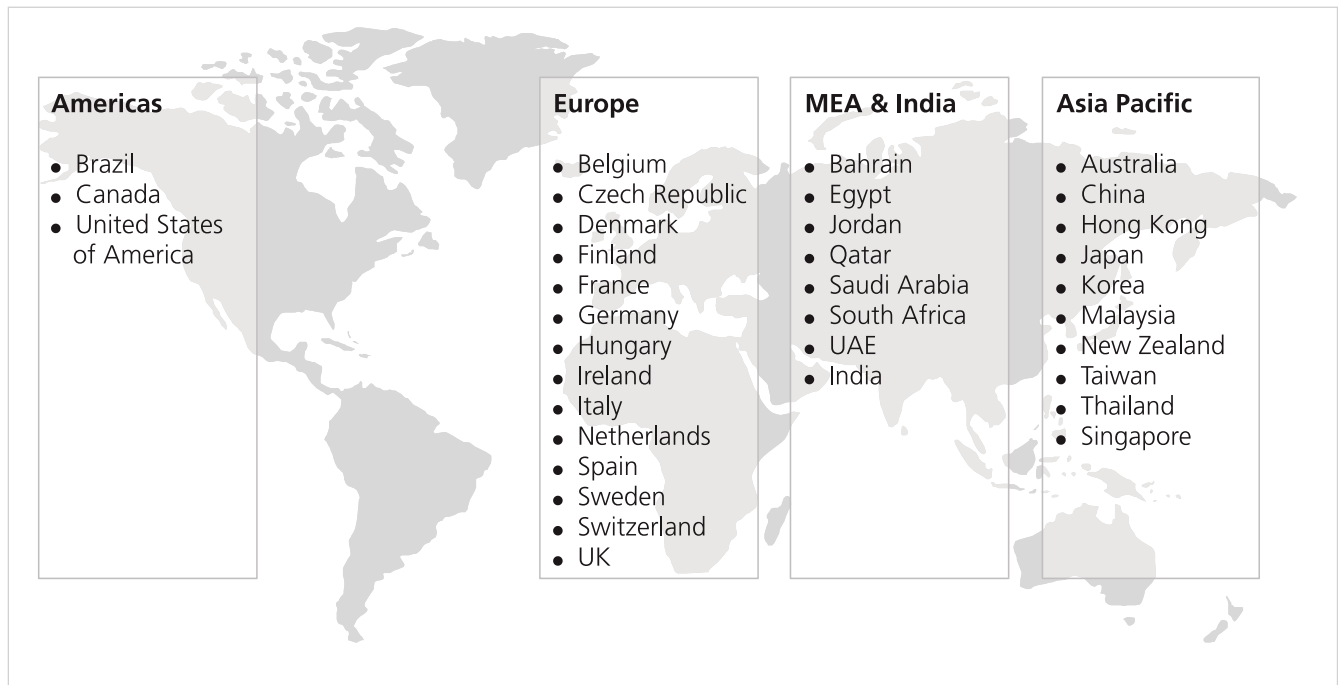 Americas
• Brazil
• Canada
• United States
of America
Europe
• Belgium
• Czech Republic
• Denmark
• Finland
• France
• Germany
• Hungary
• Ireland
• Italy
• Netherlands
• Spain
• Sweden
• Switzerland
• UK
MEA & India
• Bahrain
• Egypt
• Jordan
• Qatar
• Saudi Arabia
• South Africa
• UAE
• India
Asia Pacific
• Australia
• China
• Hong Kong
• Japan
• Korea
• Malaysia
• New Zealand
• Taiwan
• Thailand
• Singapore